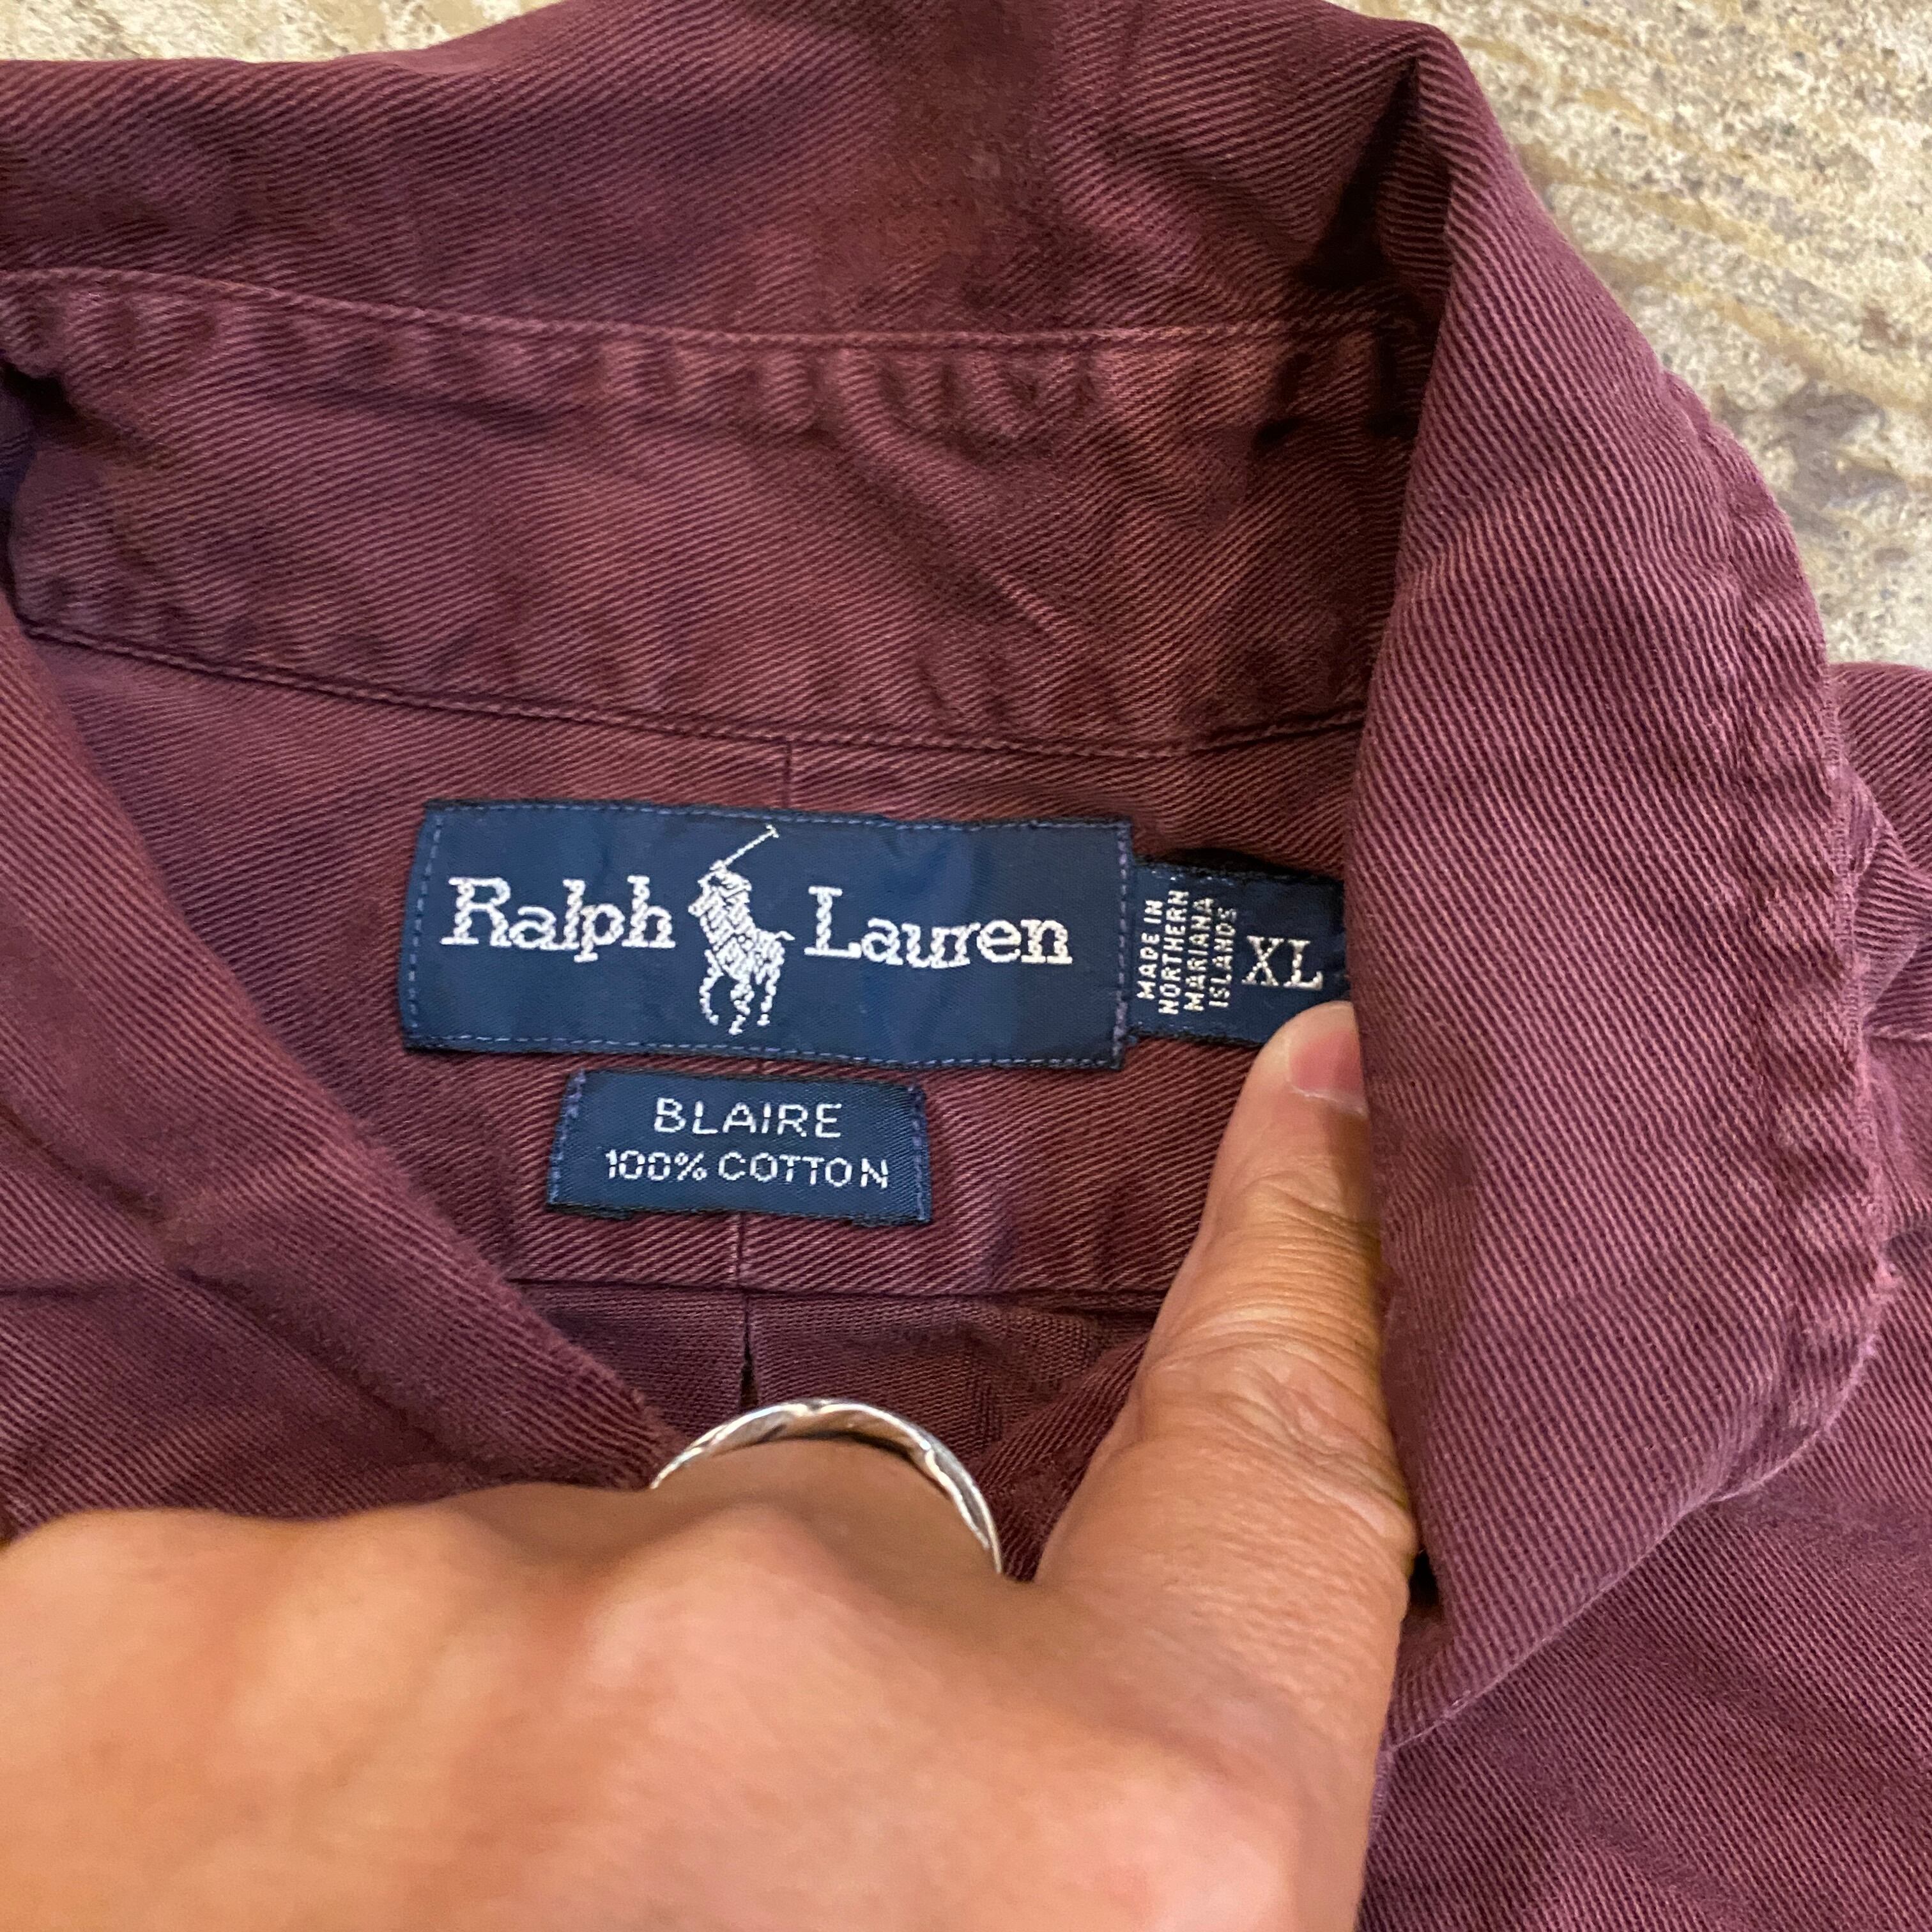 Ralph Lauren
MADE IN
NORTHERN
MARIANA
ISLANDS
XL
BLAIRE
100% COTTON